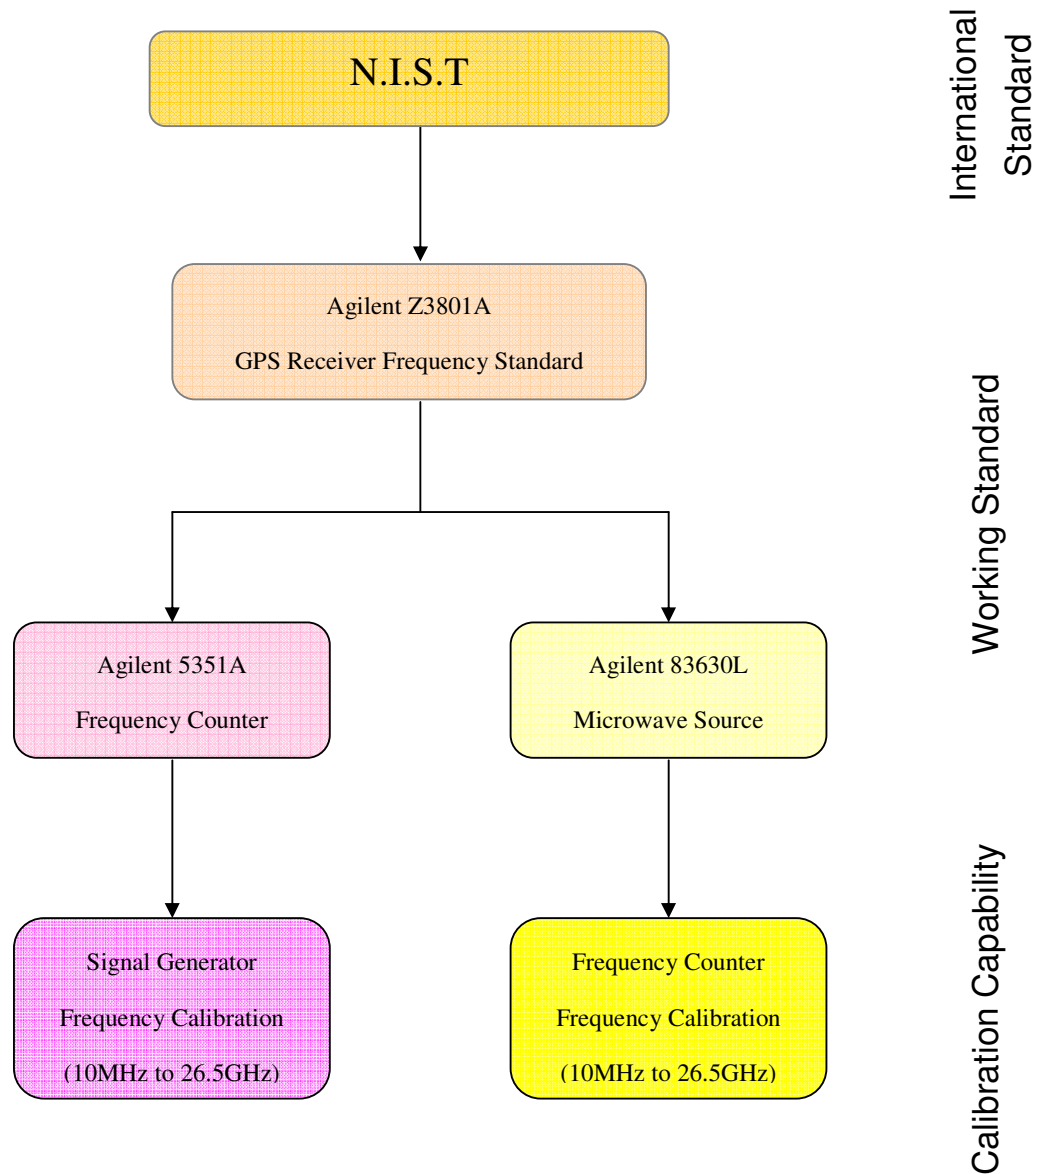 N.I.S.T
International
Standard
Agilent Z3801A
GPS Receiver Frequency Standard
Working Standard
Agilent 5351A
Frequency Counter
Agilent 83630L
Microwave Source
Calibration Capability
Signal Generator
Frequency Calibration
(10MHz to 26.5GHz)
Frequency Counter
Frequency Calibration
(10MHz to 26.5GHz)